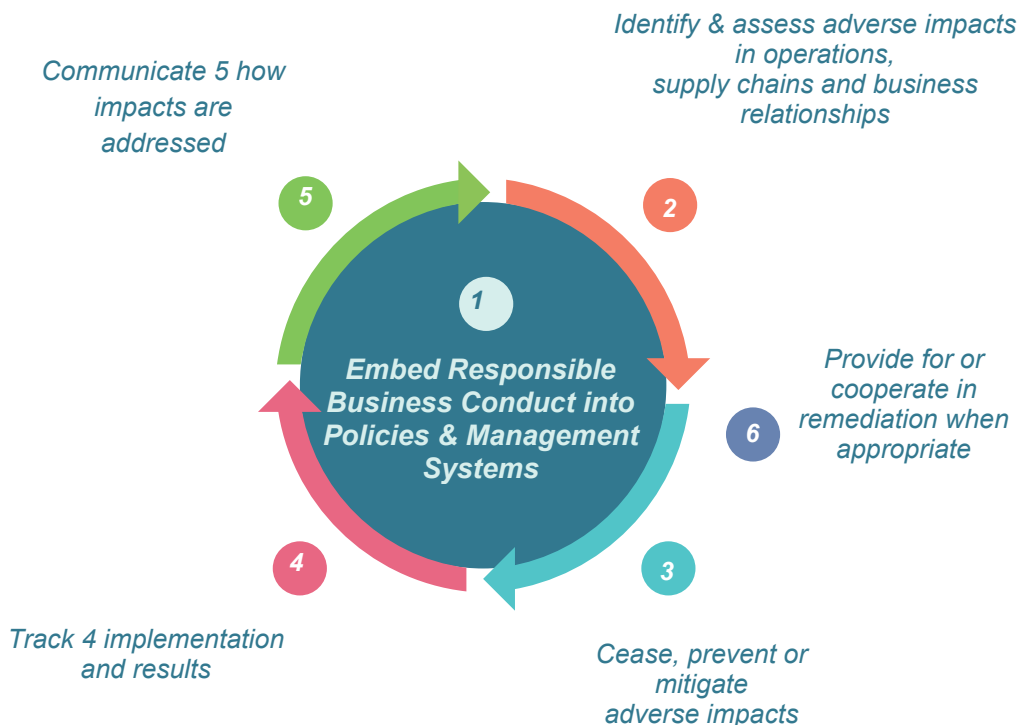 Identify & assess adverse impacts
in operations,
supply chains and business
relationships
Communicate 5 how
impacts are
addressed
5
2
1
Embed Responsible
Business Conduct into
Policies & Management
Systems
Provide for or
cooperate in
remediation when
appropriate
6
4
3
Track 4 implementation
and results
Cease, prevent or
mitigate
adverse impacts